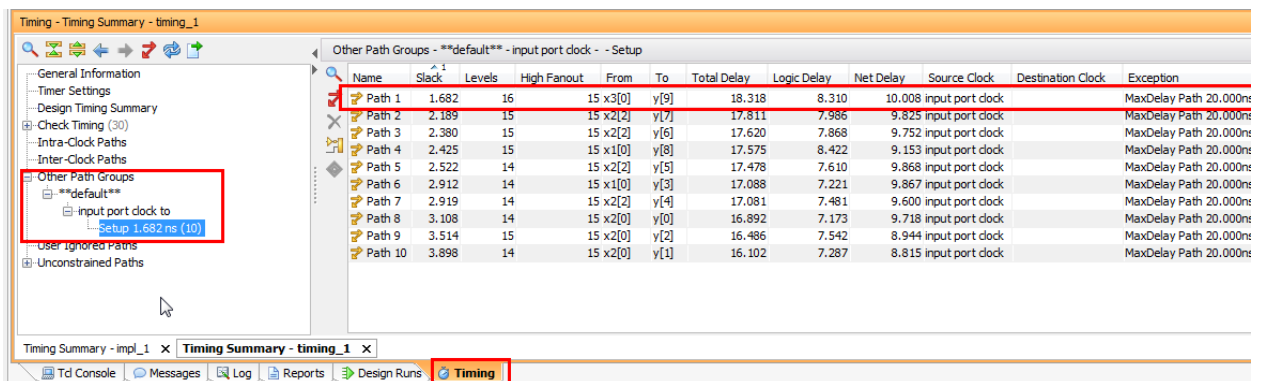 Timing - Timing Summary - timing_1
General Information
Timer Settings
Design Timing Summary
Check Timing (30)
Intra-Clock Paths
Inter-Clock Paths
Other Path Groups
**default**
input port clock to
Setup 1.682 ns (10)
User Ignored Paths
Unconstrained Paths
Other Path Groups - **default** - input port clock - - Setup
Name Slack 1 Levels High Fanout From To Total Delay Logic Delay Net Delay Source Clock Destination Clock Exception
Path 1 1.682 16 15 x3[0] y[9] 18.318 8.310 10.008 input port clock MaxDelay Path 20.000ns
Path 2 2.189 15 15 x2[2] y[7] 17.811 7.986 9.825 input port clock MaxDelay Path 20.000ns
Path 3 2.380 15 15 x2[2] y[6] 17.620 7.868 9.752 input port clock MaxDelay Path 20.000ns
Path 4 2.425 15 15 x1[0] y[8] 17.575 8.422 9.153 input port clock MaxDelay Path 20.000ns
Path 5 2.522 14 15 x2[2] y[5] 17.478 7.610 9.868 input port clock MaxDelay Path 20.000ns
Path 6 2.912 14 15 x1[0] y[3] 17.088 7.221 9.867 input port clock MaxDelay Path 20.000ns
Path 7 2.919 14 15 x2[2] y[4] 17.081 7.481 9.600 input port clock MaxDelay Path 20.000ns
Path 8 3.108 14 15 x2[0] y[0] 16.892 7.173 9.718 input port clock MaxDelay Path 20.000ns
Path 9 3.514 15 15 x2[0] y[2] 16.486 7.542 8.944 input port clock MaxDelay Path 20.000ns
Path 10 3.898 14 15 x2[0] y[1] 16.102 7.287 8.815 input port clock MaxDelay Path 20.000ns
Timing Summary - impl_1 Timing Summary - timing_1
Tcl Console Messages Log Reports Design Runs Timing